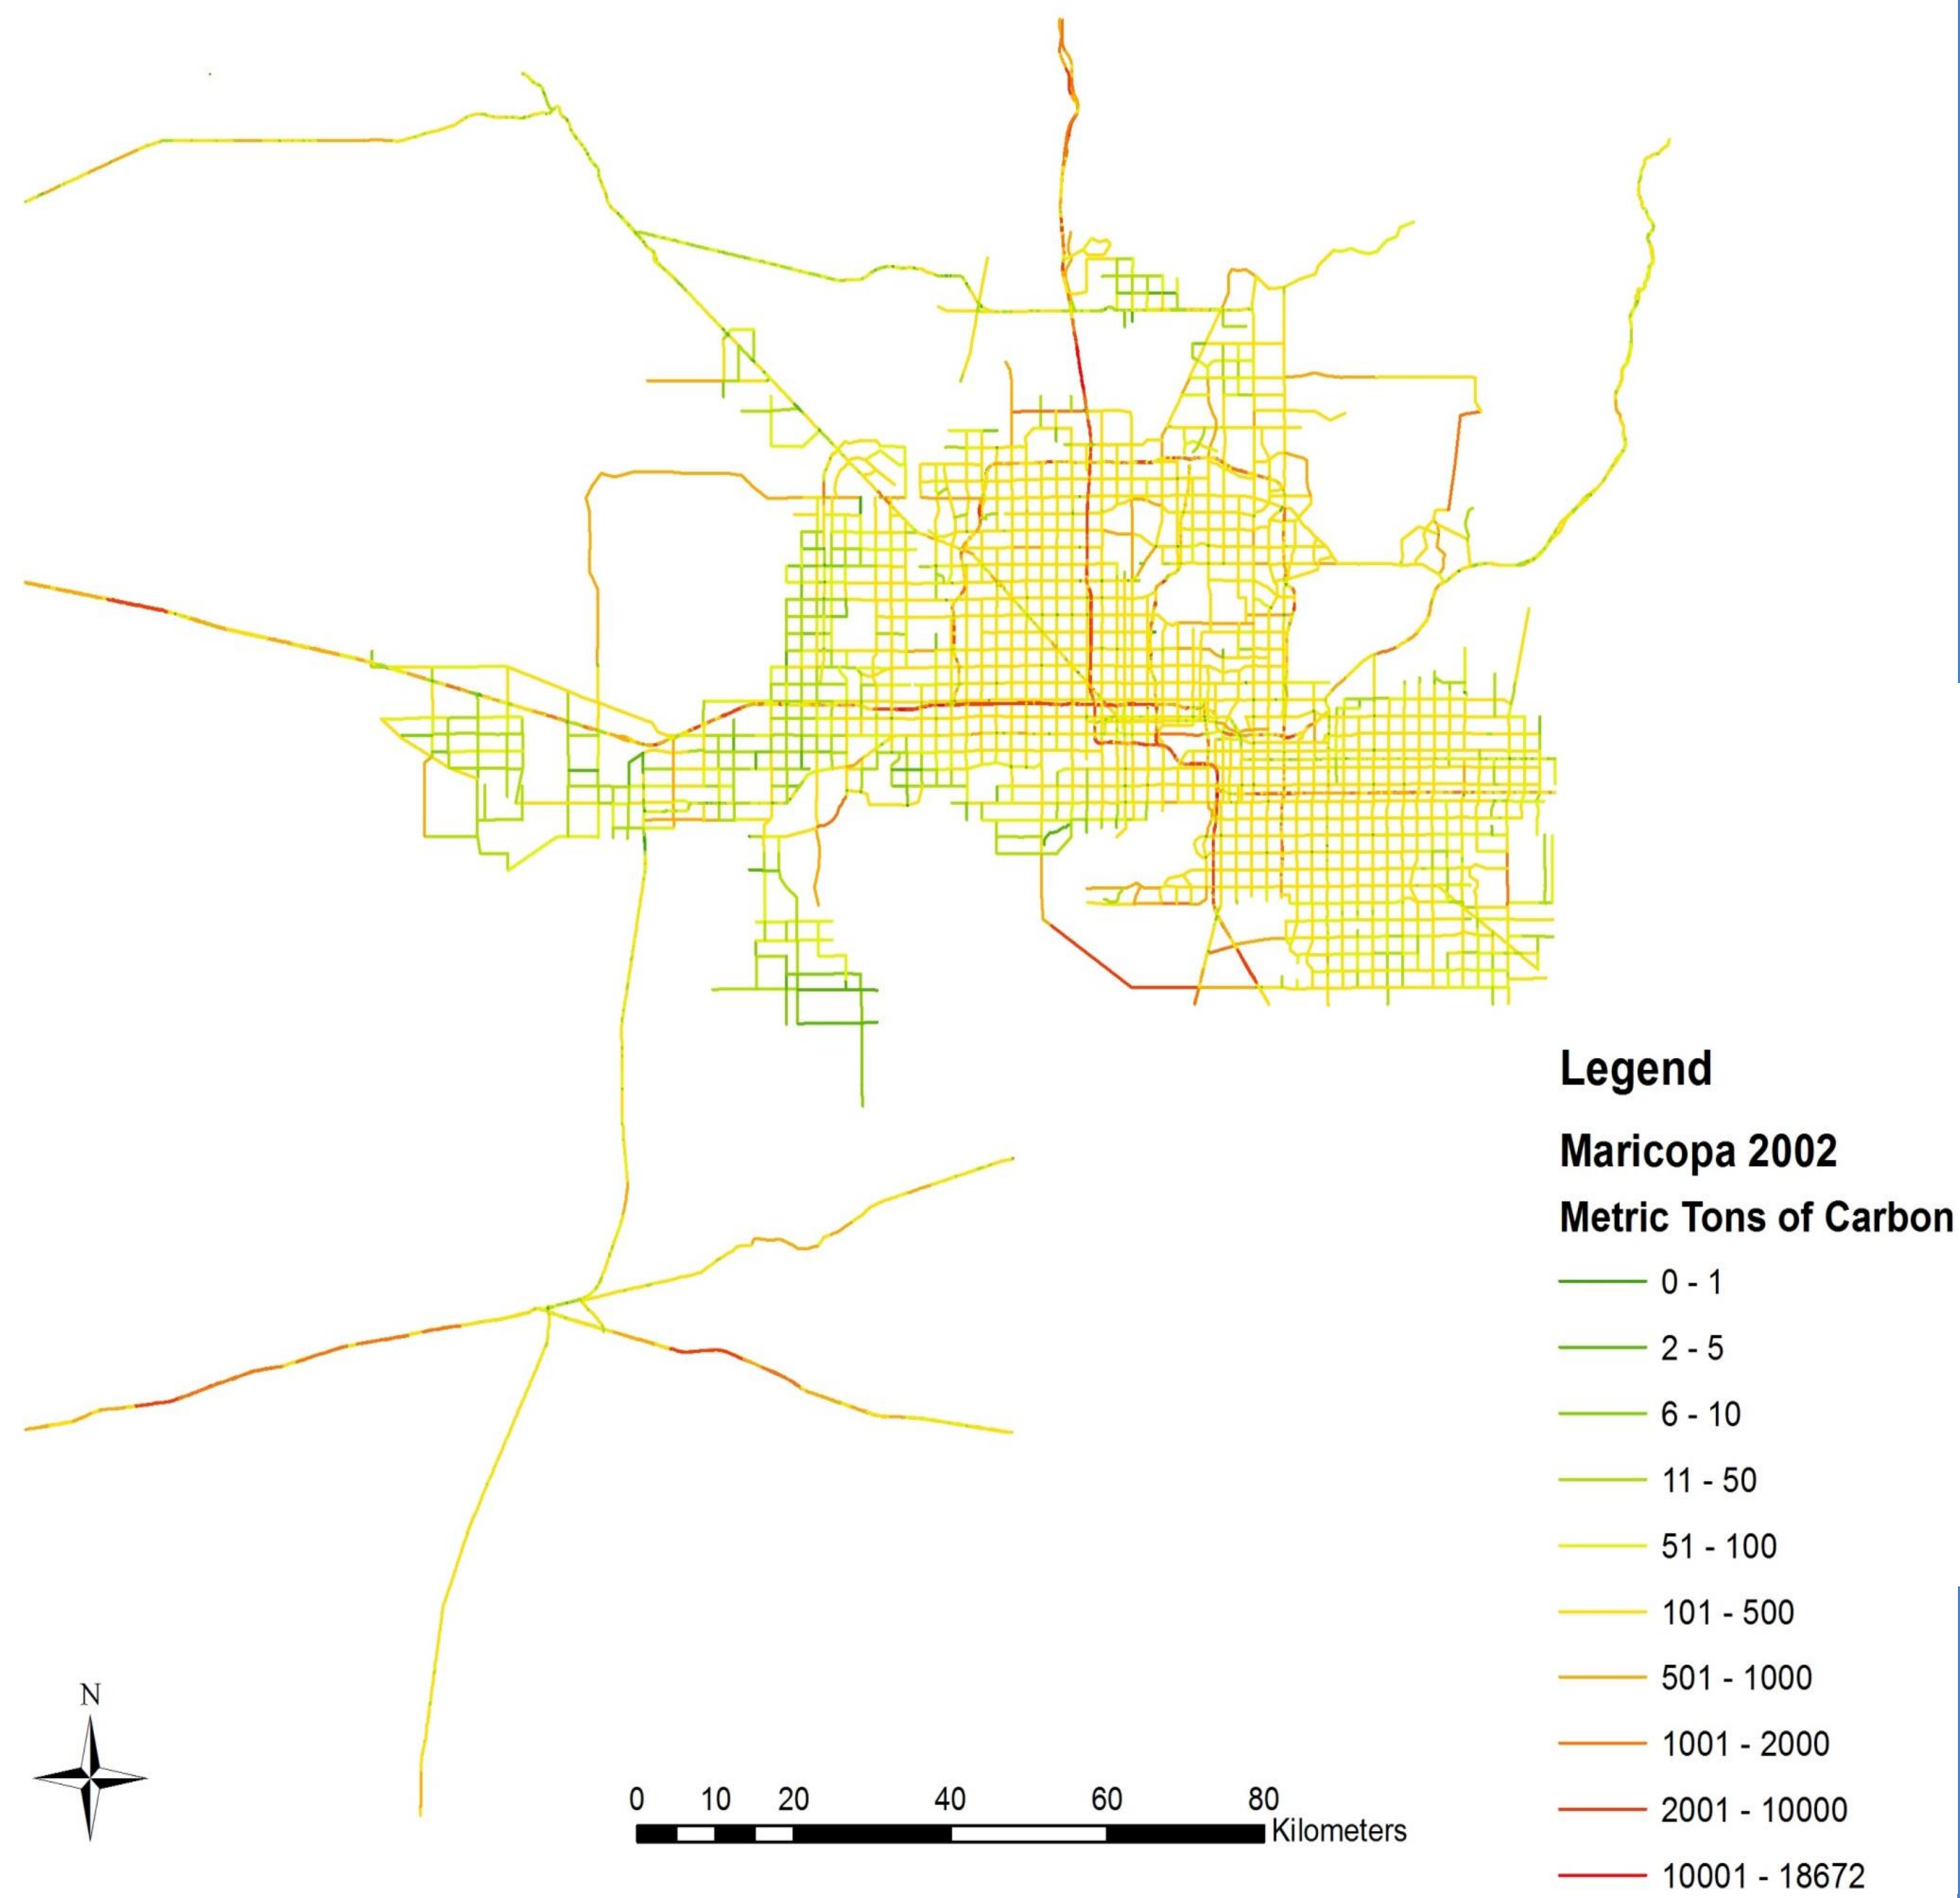 Legend
Maricopa 2002
Metric Tons of Carbon
0 - 1
2 - 5
6 - 10
11 - 50
51 - 100
101 - 500
501 - 1000
1001 - 2000
2001 - 10000
10001 - 18672
N
0 10 20 40 60 80
Kilometers